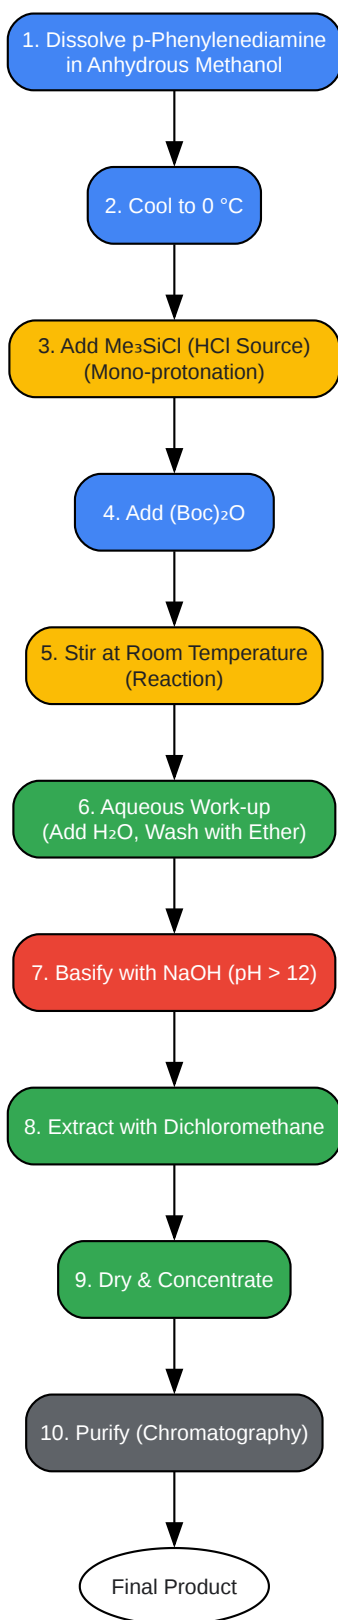 1. Dissolve p-Phenylenediamine
in Anhydrous Methanol
2. Cool to 0 °C
3. Add Me₃SiCl (HCl Source)
(Mono-protonation)
4. Add (Boc)₂O
5. Stir at Room Temperature
(Reaction)
6. Aqueous Work-up
(Add H₂O, Wash with Ether)
7. Basify with NaOH (pH > 12)
8. Extract with Dichloromethane
9. Dry & Concentrate
10. Purify (Chromatography)
Final Product